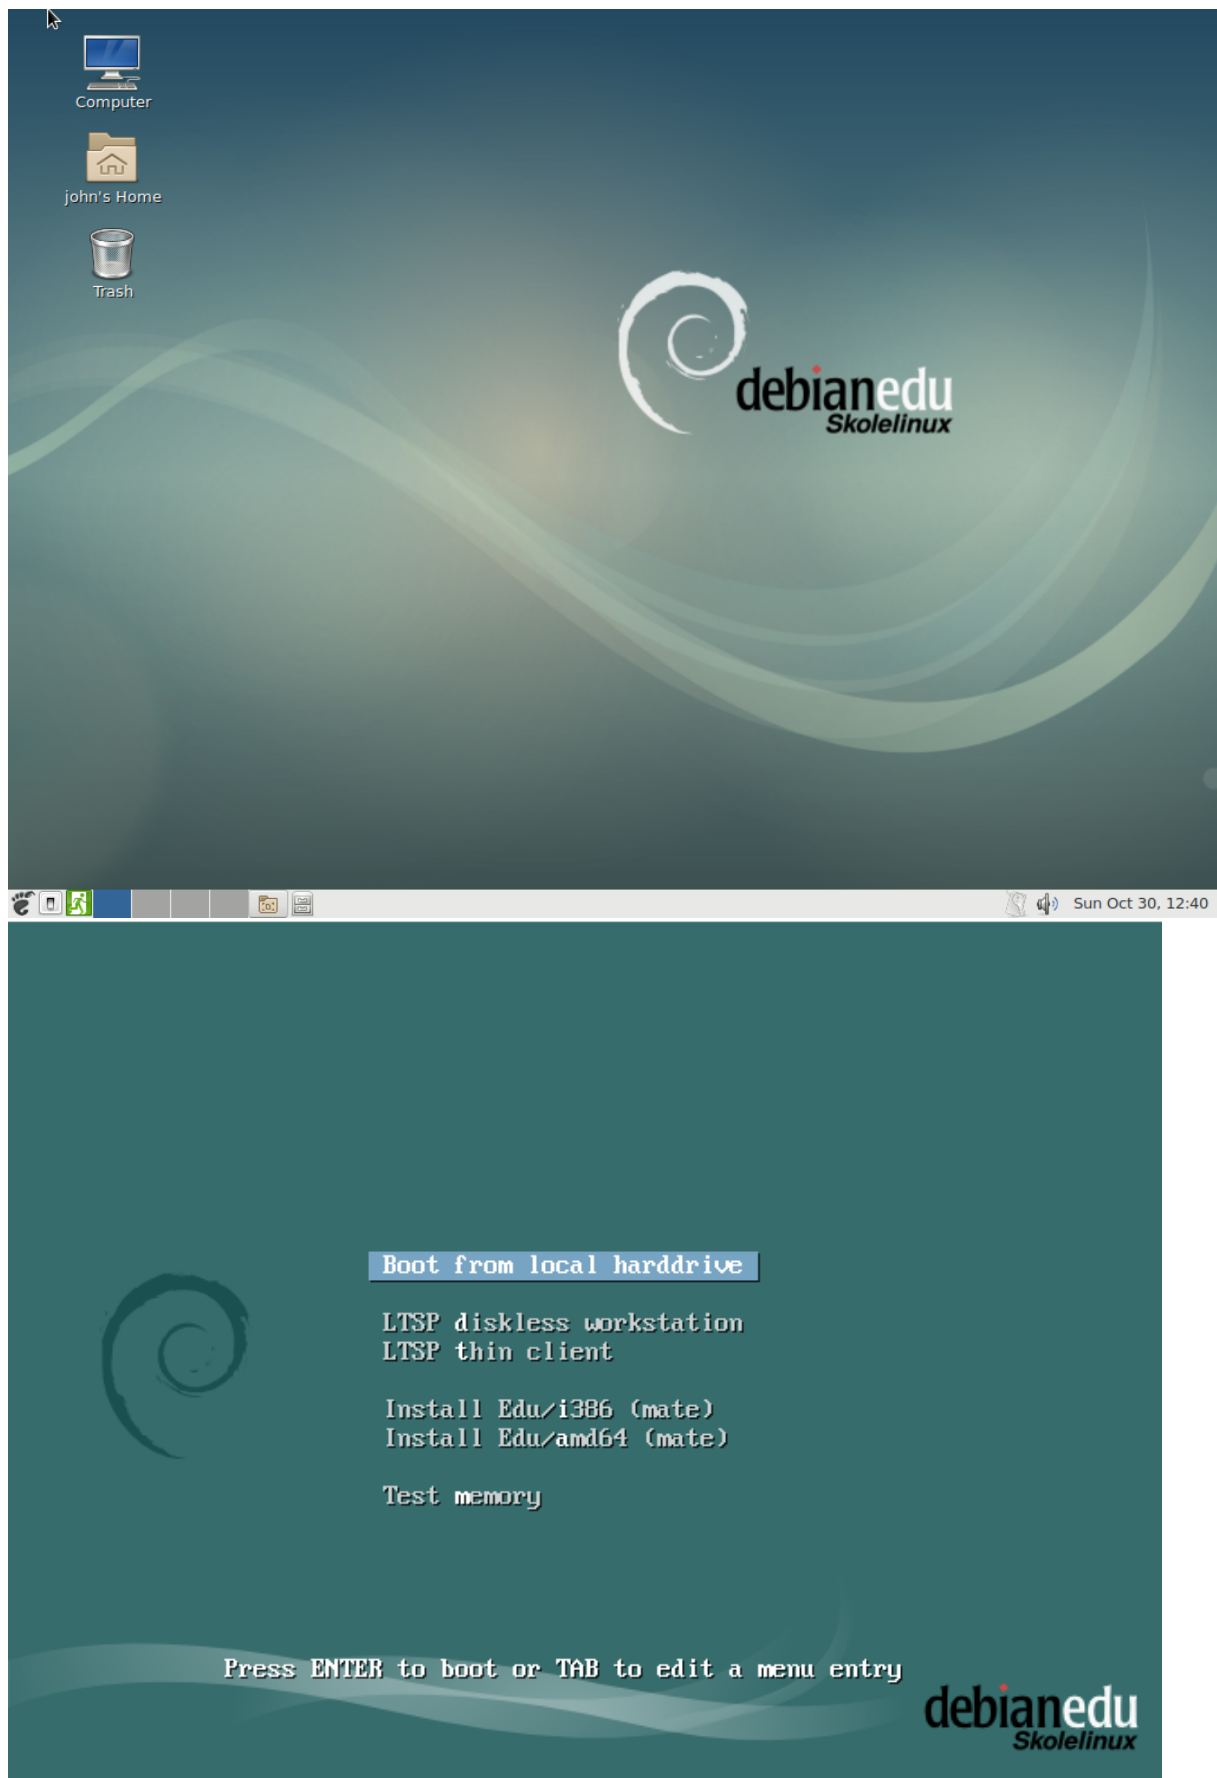 Computer
john's Home
Trash
debianedu
Skolelinux
Sun Oct 30, 12:40
Boot from local harddrive
LTSP diskless workstation
LTSP thin client
Install Edu/i386 (mate)
Install Edu/amd64 (mate)
Test memory
Press ENTER to boot or TAB to edit a menu entry
debianedu
Skolelinux